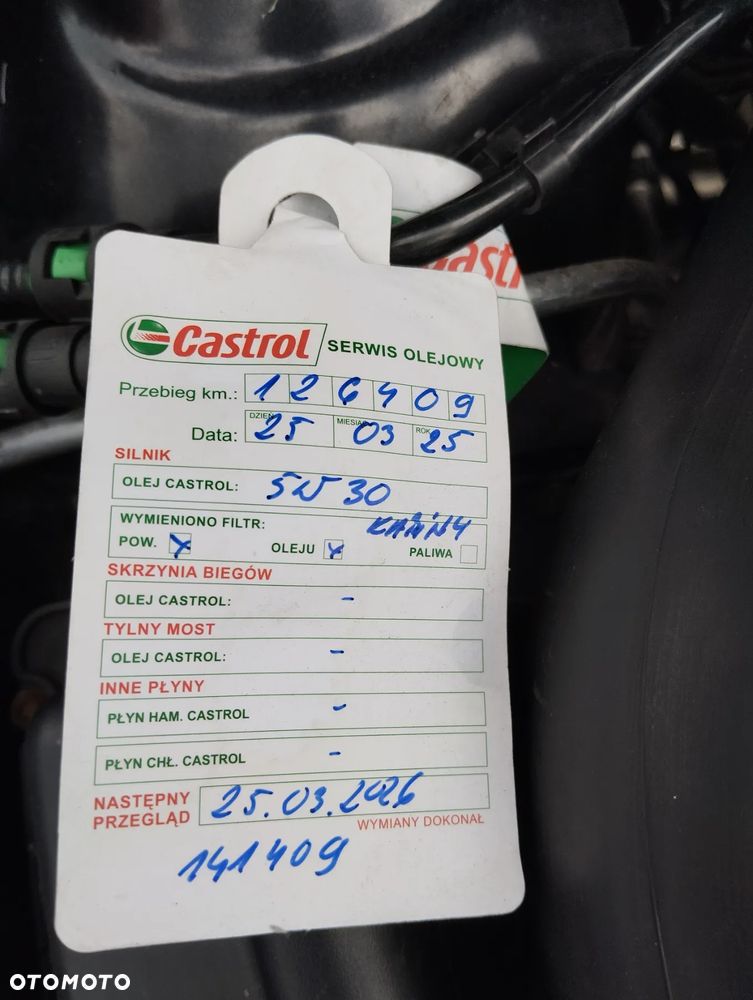 Castrol SERWIS OLEJOWY
Przebieg km.: 126409
Data: DZIEŃ 25 MIESIĄC 03 ROK 25
SILNIK
OLEJ CASTROL: 5W30
WYMIENIONO FILTR: KABINY
POW. x OLEJU x PALIWA
SKRZYNIA BIEGÓW
OLEJ CASTROL: -
TYLNY MOST
OLEJ CASTROL: -
INNE PŁYNY
PŁYN HAM. CASTROL -
PŁYN CHŁ. CASTROL -
NASTĘPNY PRZEGLĄD 25.03.2026
WYMIANY DOKONAŁ
141409
OTOMOTO